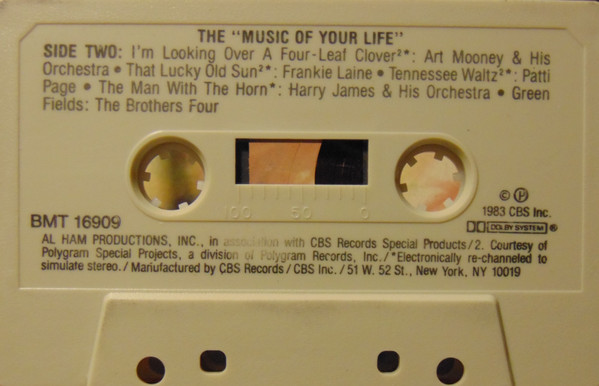 THE "MUSIC OF YOUR LIFE"
SIDE TWO: I'm Looking Over A Four-Leaf Clover²*: Art Mooney & His
Orchestra • That Lucky Old Sun²*: Frankie Laine • Tennessee Waltz²*: Patti
Page • The Man With The Horn*: Harry James & His Orchestra • Green
Fields: The Brothers Four
100 50 0
© ℗
1983 CBS Inc.
BMT 16909
DOLBY SYSTEM ®
AL HAM PRODUCTIONS, INC., in association with CBS Records Special Products/2. Courtesy of
Polygram Special Projects, a division of Polygram Records, Inc./*Electronically re-channeled to
simulate stereo./Manufactured by CBS Records/CBS Inc./51 W. 52 St., New York, NY 10019